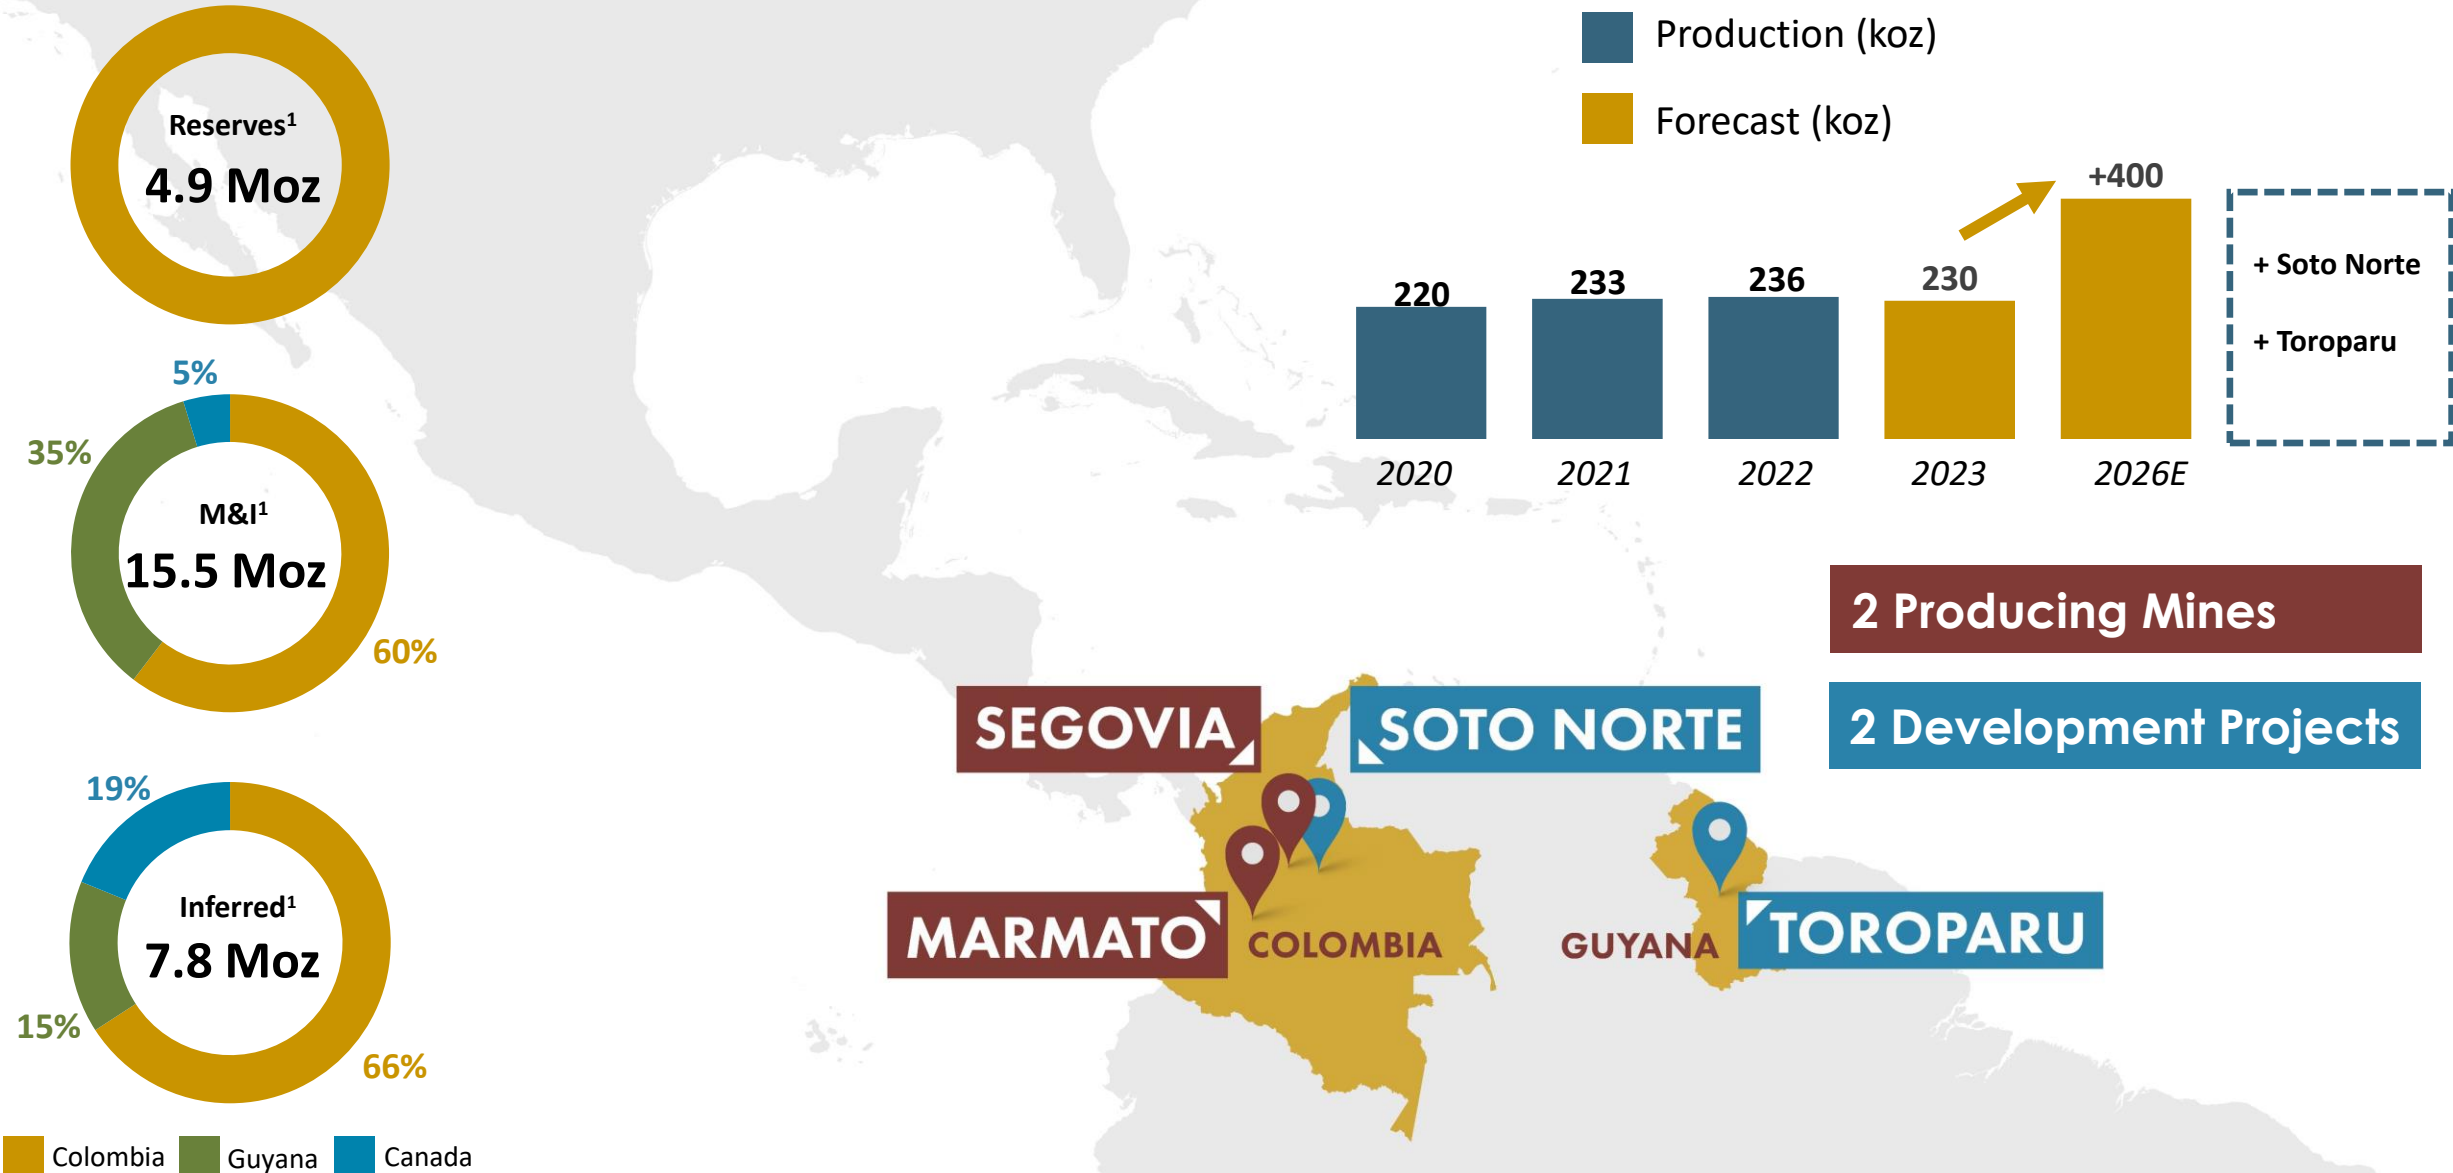 Reserves¹
4.9 Moz
5%
35%
M&I¹
15.5 Moz
60%
19%
Inferred¹
7.8 Moz
15%
66%
Colombia
Guyana
Canada
Production (koz)
Forecast (koz)
220
233
236
230
+400
2020
2021
2022
2023
2026E
+ Soto Norte
+ Toroparu
2 Producing Mines
2 Development Projects
SEGOVIA
SOTO NORTE
MARMATO
COLOMBIA
GUYANA
TOROPARU